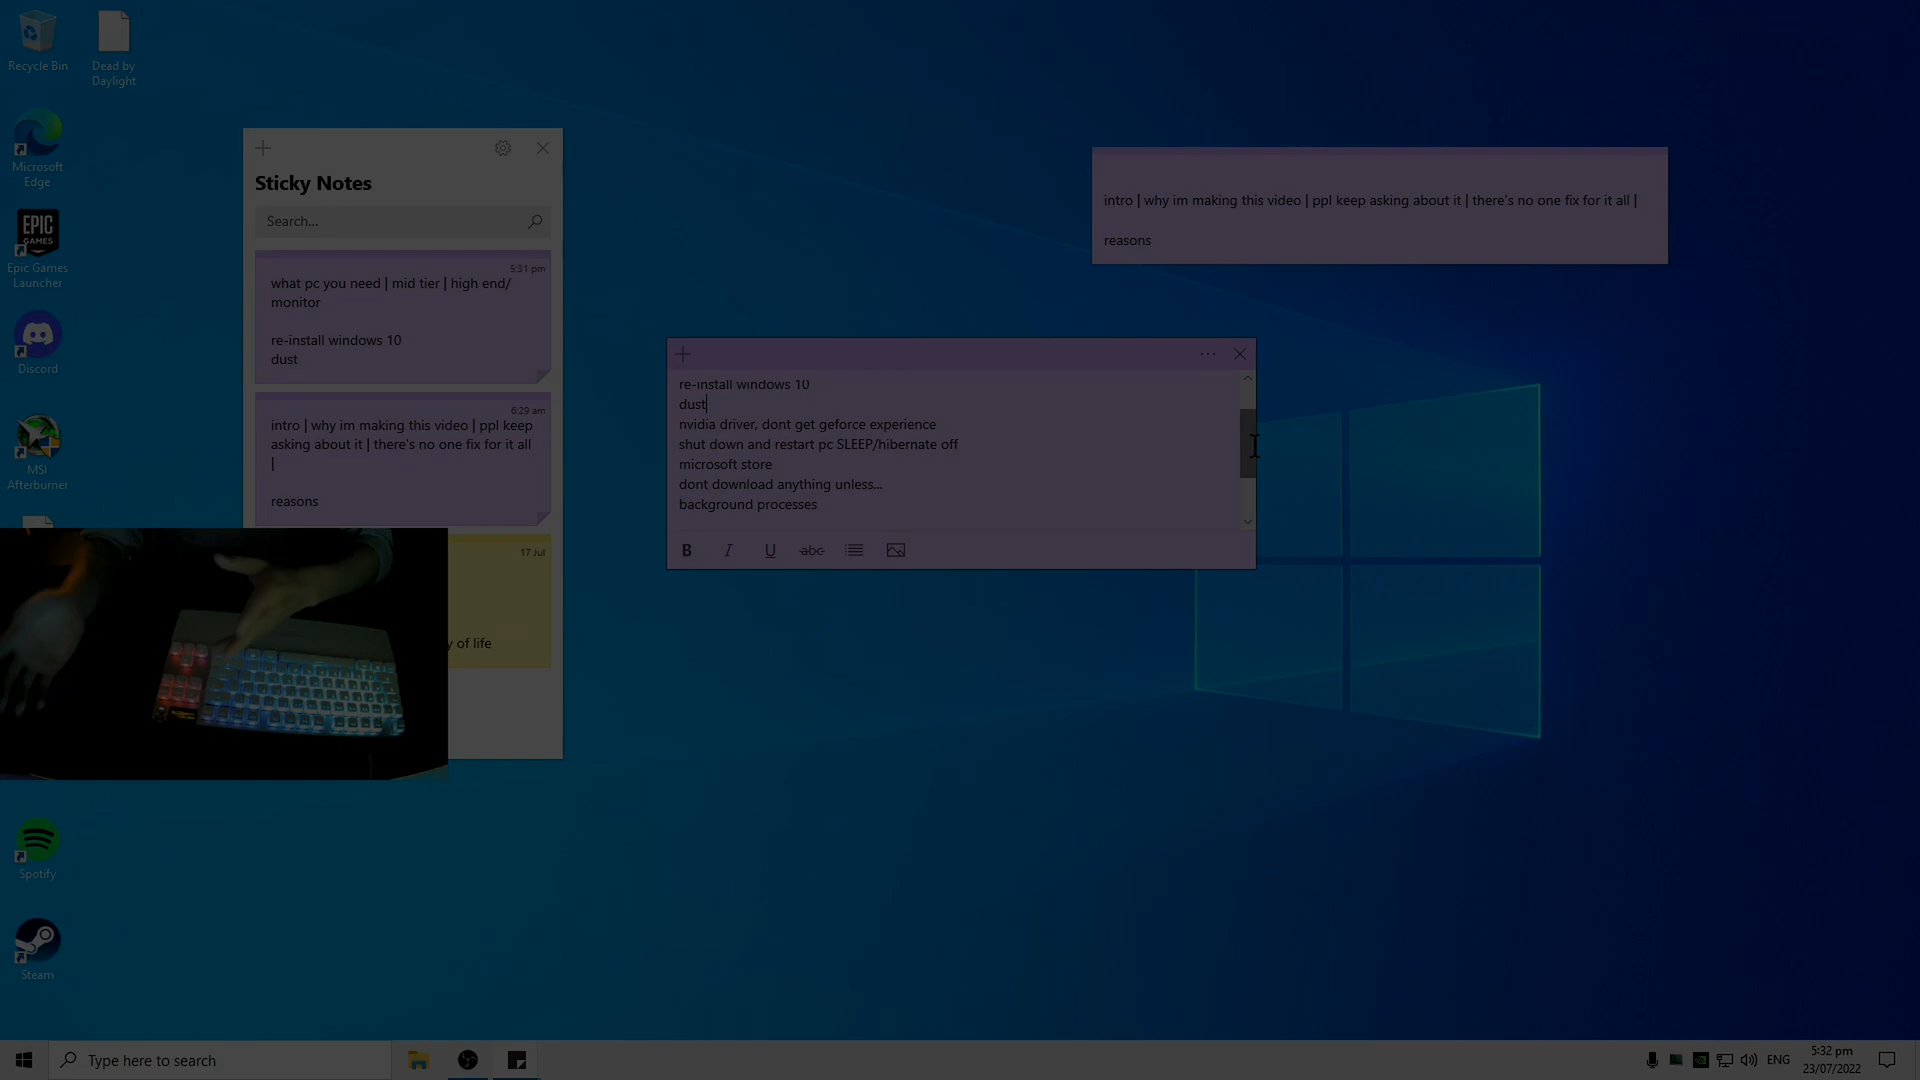 Recycle Bin
Dead by
Daylight
Microsoft
Edge
EPIC
GAMES
Epic Games
Launcher
Discord
MSI
Afterburner
Spotify
Steam
Sticky Notes
Search...
5:31 pm
what pc you need | mid tier | high end/
monitor
re-install windows 10
dust
6:29 am
intro | why im making this video | ppl keep
asking about it | there's no one fix for it all
|
reasons
17 Jul
y of life
re-install windows 10
dust
nvidia driver, dont get geforce experience
shut down and restart pc SLEEP/hibernate off
microsoft store
dont download anything unless...
background processes
B I U abc
intro | why im making this video | ppl keep asking about it | there's no one fix for it all |
reasons
Type here to search
ENG
5:32 pm
23/07/2022